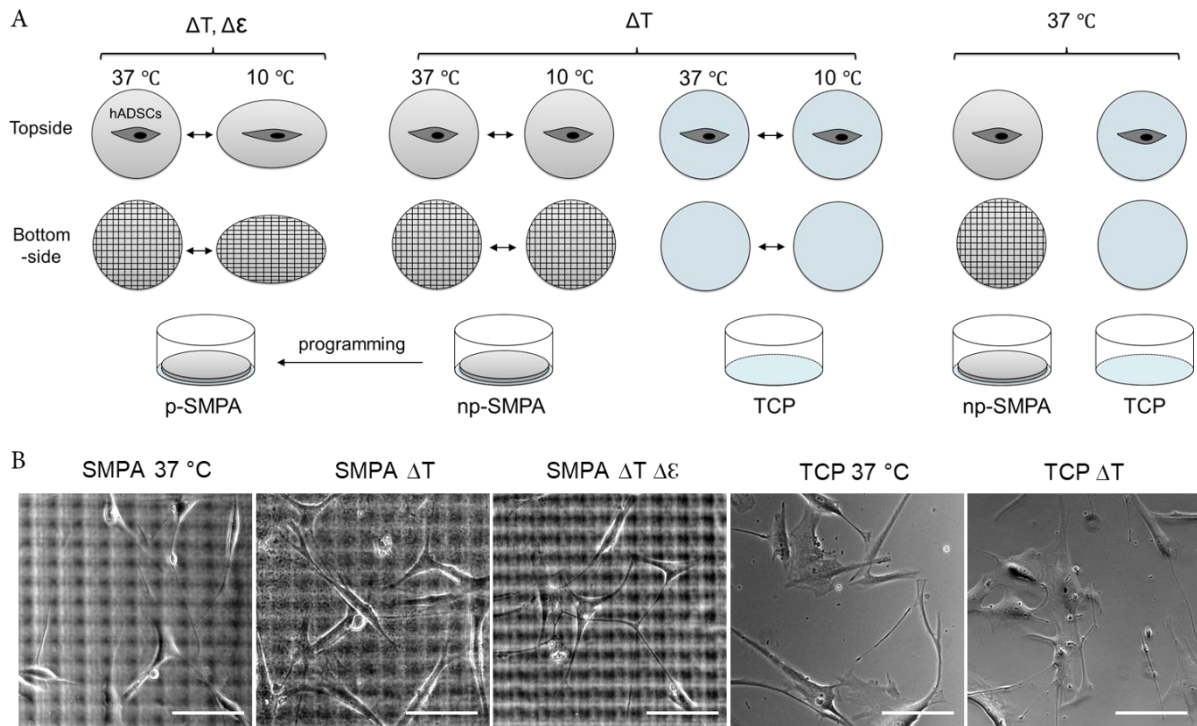 A
ΔT, Δε
ΔT
37 °C
37 °C
10 °C
37 °C
10 °C
37 °C
10 °C
Topside
hADSCs
Bottom
-side
programming
p-SMPA
np-SMPA
TCP
np-SMPA
TCP
B
SMPA 37 °C
SMPA ΔT
SMPA ΔT Δε
TCP 37 °C
TCP ΔT